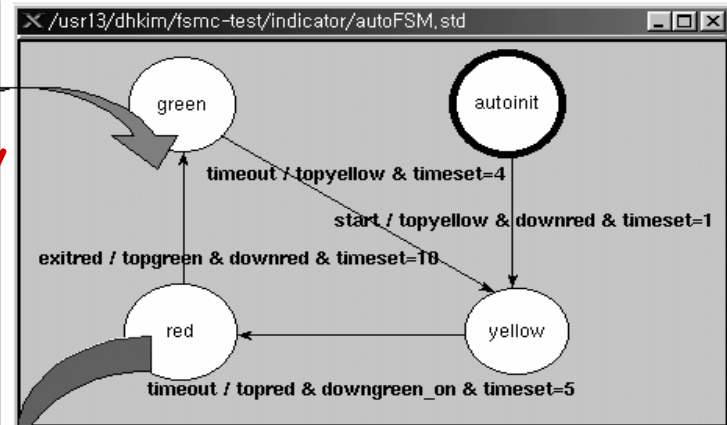 /usr13/dhkim/fsmc-test/indicator/autoFSM.std
green
autoinit
timeout / topyellow & timeset=4
start / topyellow & downred & timeset=1
exitred / topgreen & downred & timeset=10
red
yellow
timeout / topred & downgreen_on & timeset=5